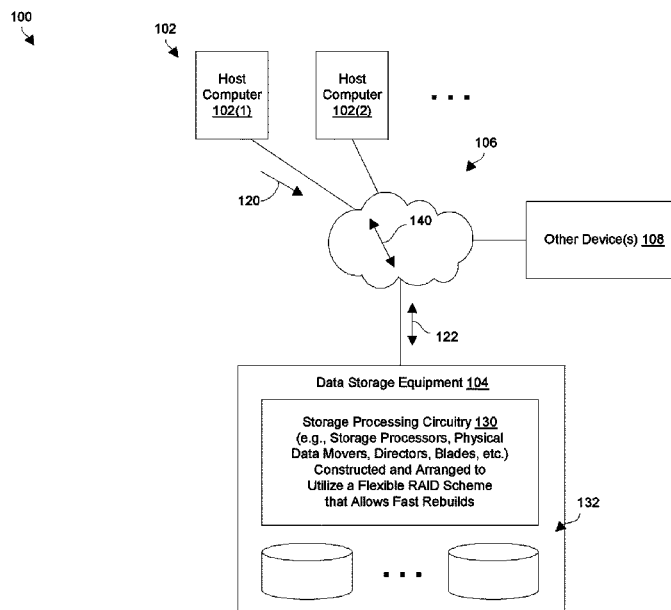 100
102
Host
Computer
102(1)
Host
Computer
102(2)
106
120
140
Other Device(s) 108
122
Data Storage Equipment 104
Storage Processing Circuitry 130
(e.g., Storage Processors, Physical
Data Movers, Directors, Blades, etc.)
Constructed and Arranged to
Utilize a Flexible RAID Scheme
that Allows Fast Rebuilds
132